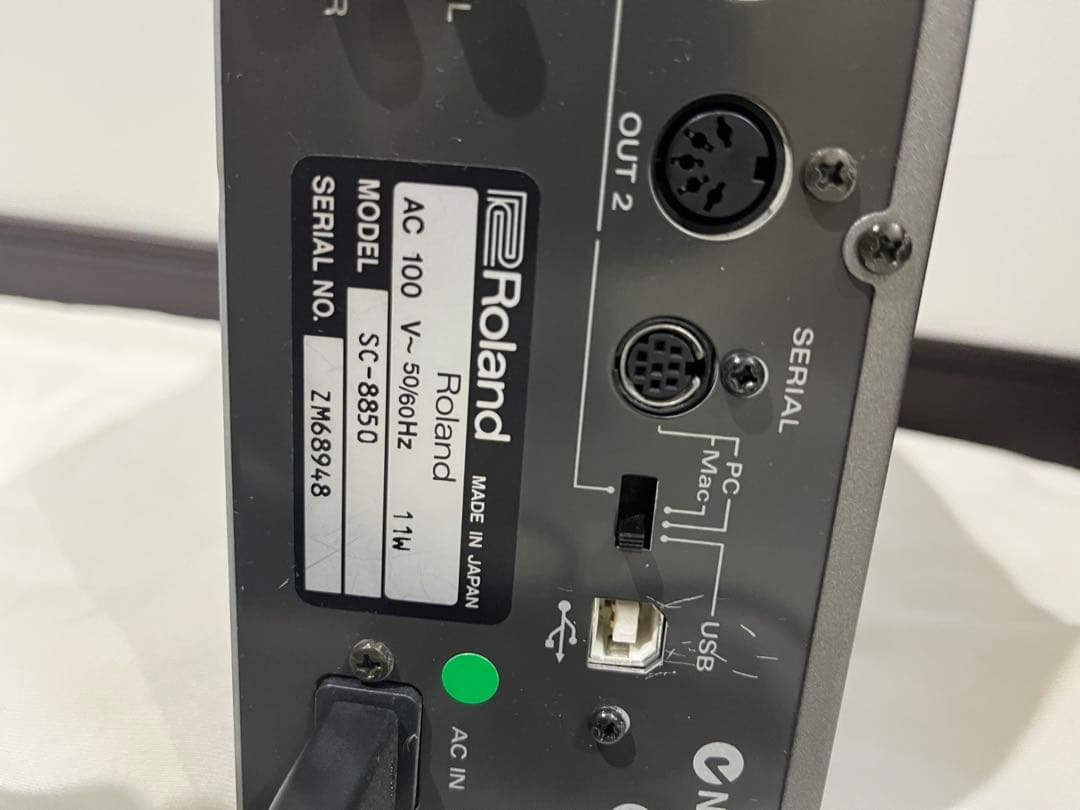 OUT 2
SERIAL
PC
Mac
USB
Roland MADE IN JAPAN
Roland
AC 100 V~ 50/60Hz 11W
MODEL SC-8850
SERIAL NO. ZM68948
AC IN